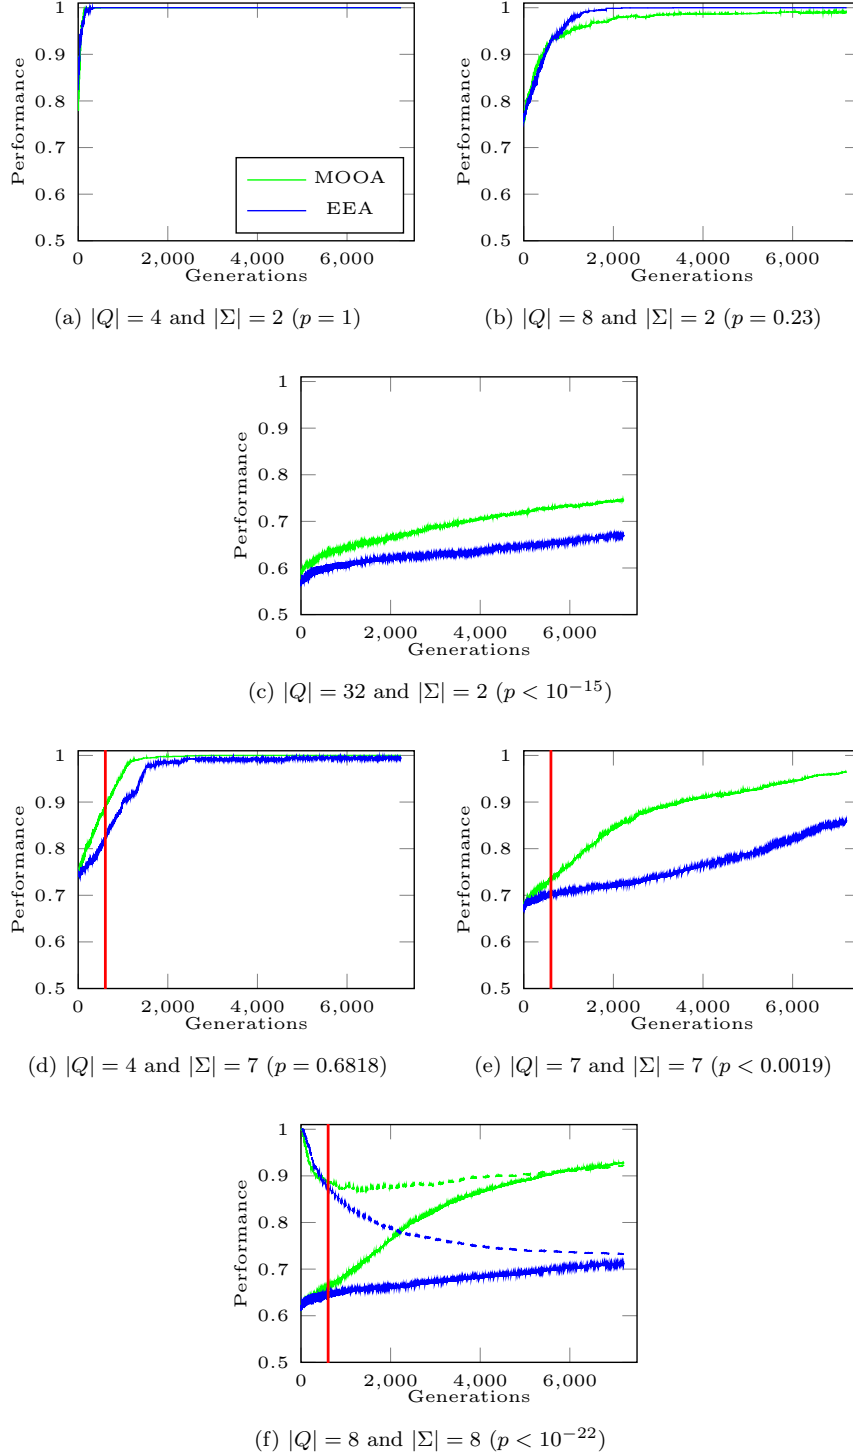 1
0.9
0.8
0.7
0.6
0.5
Performance
MOOA
EEA
0 2,000 4,000 6,000
Generations
(a) |Q| = 4 and |Σ| = 2 (p = 1)
1
0.9
0.8
0.7
0.6
0.5
Performance
0 2,000 4,000 6,000
Generations
(b) |Q| = 8 and |Σ| = 2 (p = 0.23)
1
0.9
0.8
0.7
0.6
0.5
Performance
0 2,000 4,000 6,000
Generations
(c) |Q| = 32 and |Σ| = 2 (p < 10⁻¹⁵)
1
0.9
0.8
0.7
0.6
0.5
Performance
0 2,000 4,000 6,000
Generations
(d) |Q| = 4 and |Σ| = 7 (p = 0.6818)
1
0.9
0.8
0.7
0.6
0.5
Performance
0 2,000 4,000 6,000
Generations
(e) |Q| = 7 and |Σ| = 7 (p < 0.0019)
1
0.9
0.8
0.7
0.6
0.5
Performance
0 2,000 4,000 6,000
Generations
(f) |Q| = 8 and |Σ| = 8 (p < 10⁻²²)